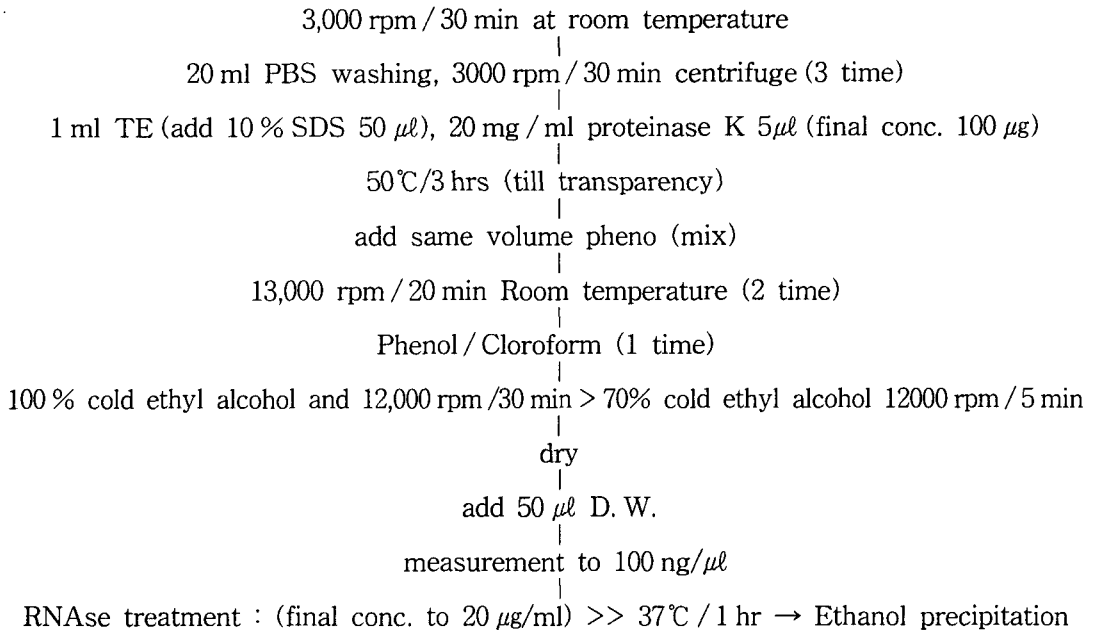 3,000 rpm / 30 min at room temperature
20 ml PBS washing, 3000 rpm / 30 min centrifuge (3 time)
1 ml TE (add 10 % SDS 50 µℓ), 20 mg / ml proteinase K 5µℓ (final conc. 100 µg)
50℃/3 hrs (till transparency)
add same volume pheno (mix)
13,000 rpm / 20 min Room temperature (2 time)
Phenol / Cloroform (1 time)
100 % cold ethyl alcohol and 12,000 rpm /30 min > 70% cold ethyl alcohol 12000 rpm / 5 min
dry
add 50 µℓ D. W.
measurement to 100 ng/µℓ
RNAse treatment : (final conc. to 20 µg/ml) >> 37℃ / 1 hr → Ethanol precipitation